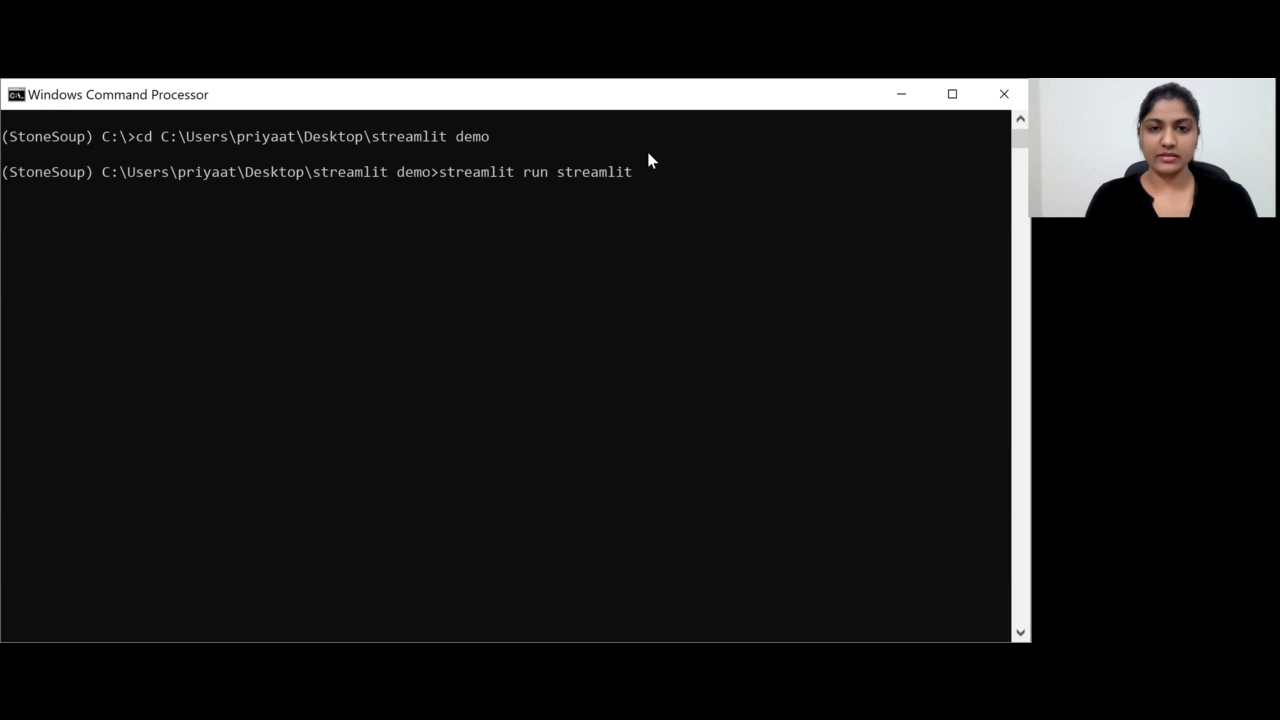 Windows Command Processor
(StoneSoup) C:\>cd C:\Users\priyaat\Desktop\streamlit demo
(StoneSoup) C:\Users\priyaat\Desktop\streamlit demo>streamlit run streamlit